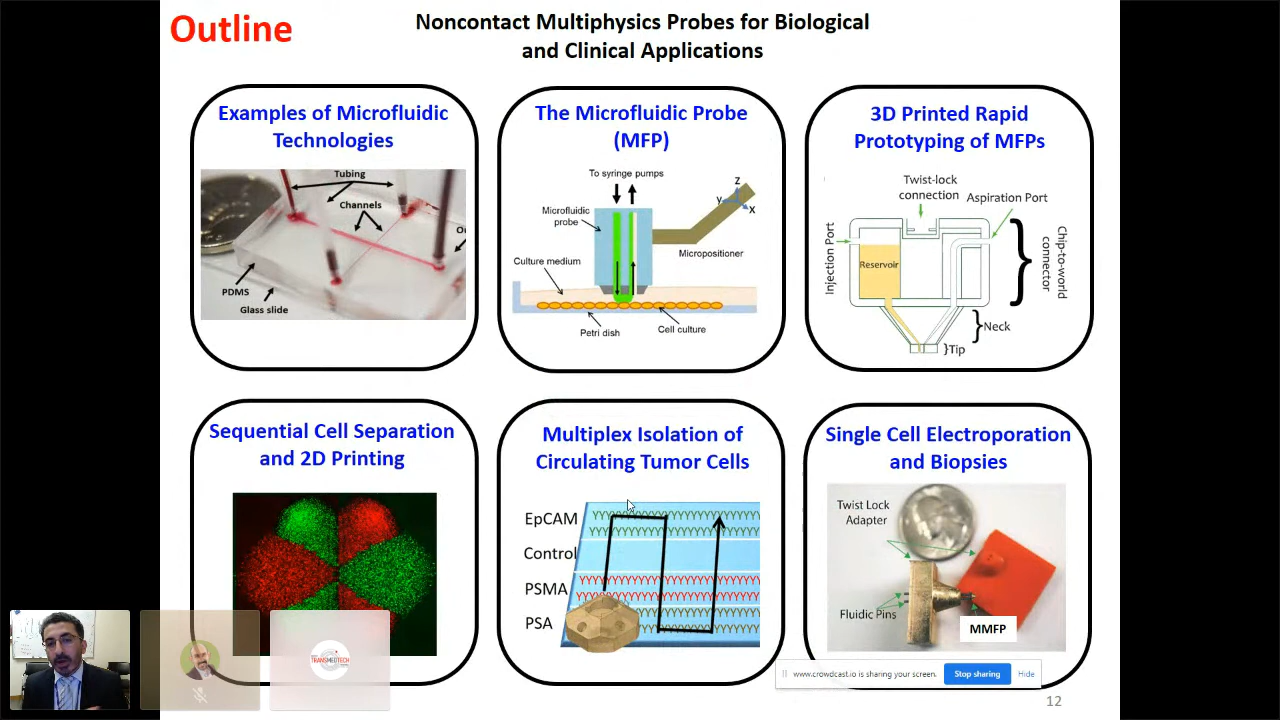 Outline
Noncontact Multiphysics Probes for Biological
and Clinical Applications
Examples of Microfluidic
Technologies
Tubing
Channels
PDMS
Glass slide
The Microfluidic Probe
(MFP)
To syringe pumps
Microfluidic
probe
Z
Y
X
Micropositioner
Culture medium
Petri dish
Cell culture
3D Printed Rapid
Prototyping of MFPs
Twist-lock
connection
Aspiration Port
Injection Port
Reservoir
Chip-to-world
connector
Neck
Tip
Sequential Cell Separation
and 2D Printing
Multiplex Isolation of
Circulating Tumor Cells
EpCAM
Control
PSMA
PSA
Single Cell Electroporation
and Biopsies
Twist Lock
Adapter
Fluidic Pins
MMFP
TRANSMEDTECH
www.crowdcast.io is sharing your screen.
Stop sharing
Hide
12